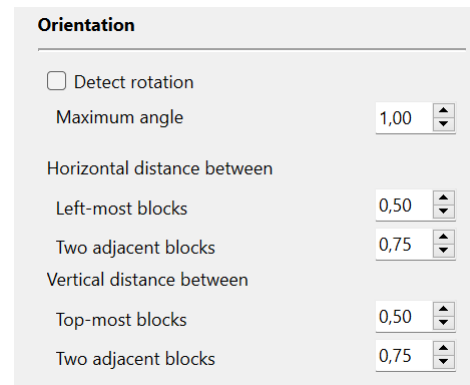 Orientation
Detect rotation
Maximum angle 1,00
Horizontal distance between
Left-most blocks 0,50
Two adjacent blocks 0,75
Vertical distance between
Top-most blocks 0,50
Two adjacent blocks 0,75